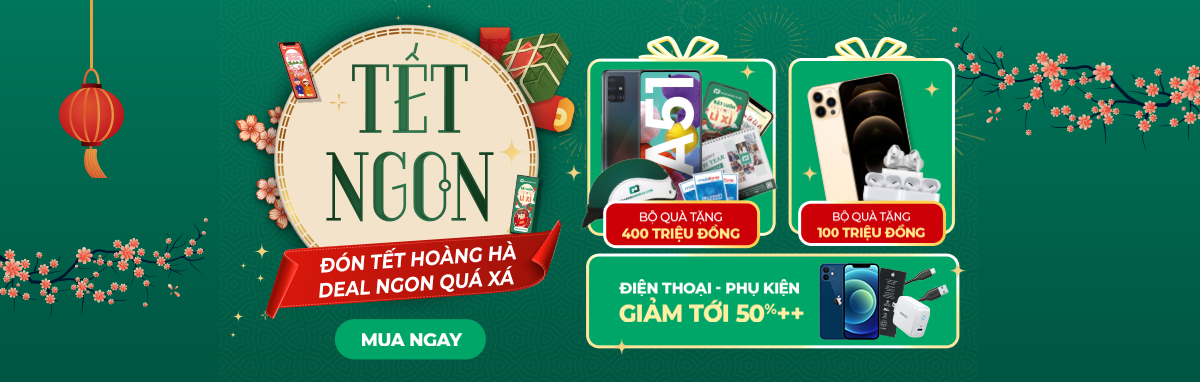 TẾT
NGON
ĐÓN TẾT HOÀNG HÀ
DEAL NGON QUÁ XÁ
MUA NGAY
A51
BỘ QUÀ TẶNG
400 TRIỆU ĐỒNG
BỘ QUÀ TẶNG
100 TRIỆU ĐỒNG
ĐIỆN THOẠI - PHỤ KIỆN
GIẢM TỚI 50%++